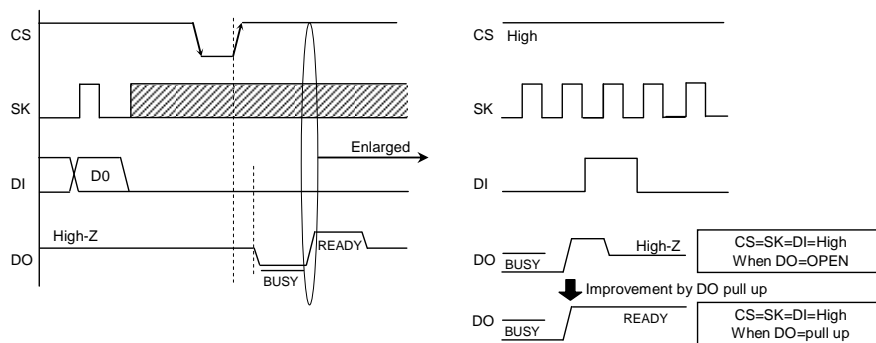 CS
SK
DI
D0
High-Z
DO
BUSY
READY
Enlarged
CS High
SK
DI
DO
BUSY
High-Z
CS=SK=DI=High
When DO=OPEN
Improvement by DO pull up
DO
BUSY
READY
CS=SK=DI=High
When DO=pull up